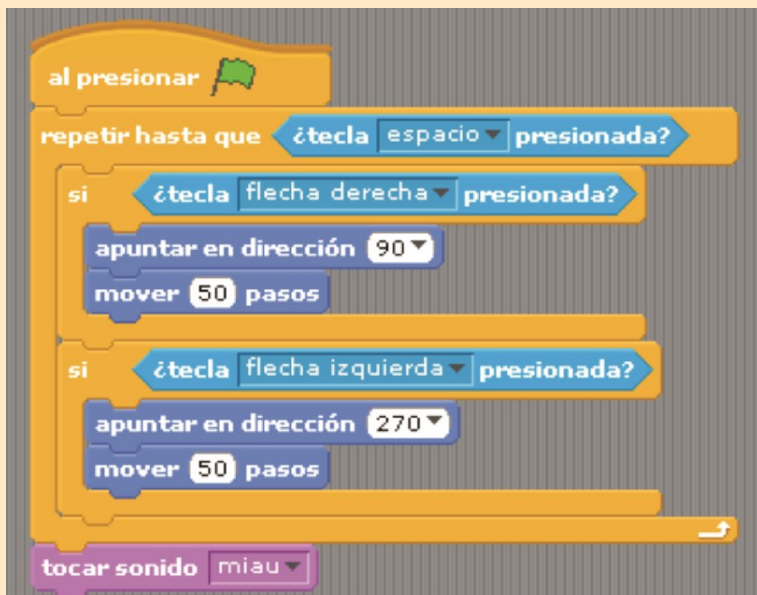 al presionar
repetir hasta que ¿tecla espacio presionada?
si ¿tecla flecha derecha presionada?
apuntar en dirección 90
mover 50 pasos
si ¿tecla flecha izquierda presionada?
apuntar en dirección 270
mover 50 pasos
tocar sonido miau